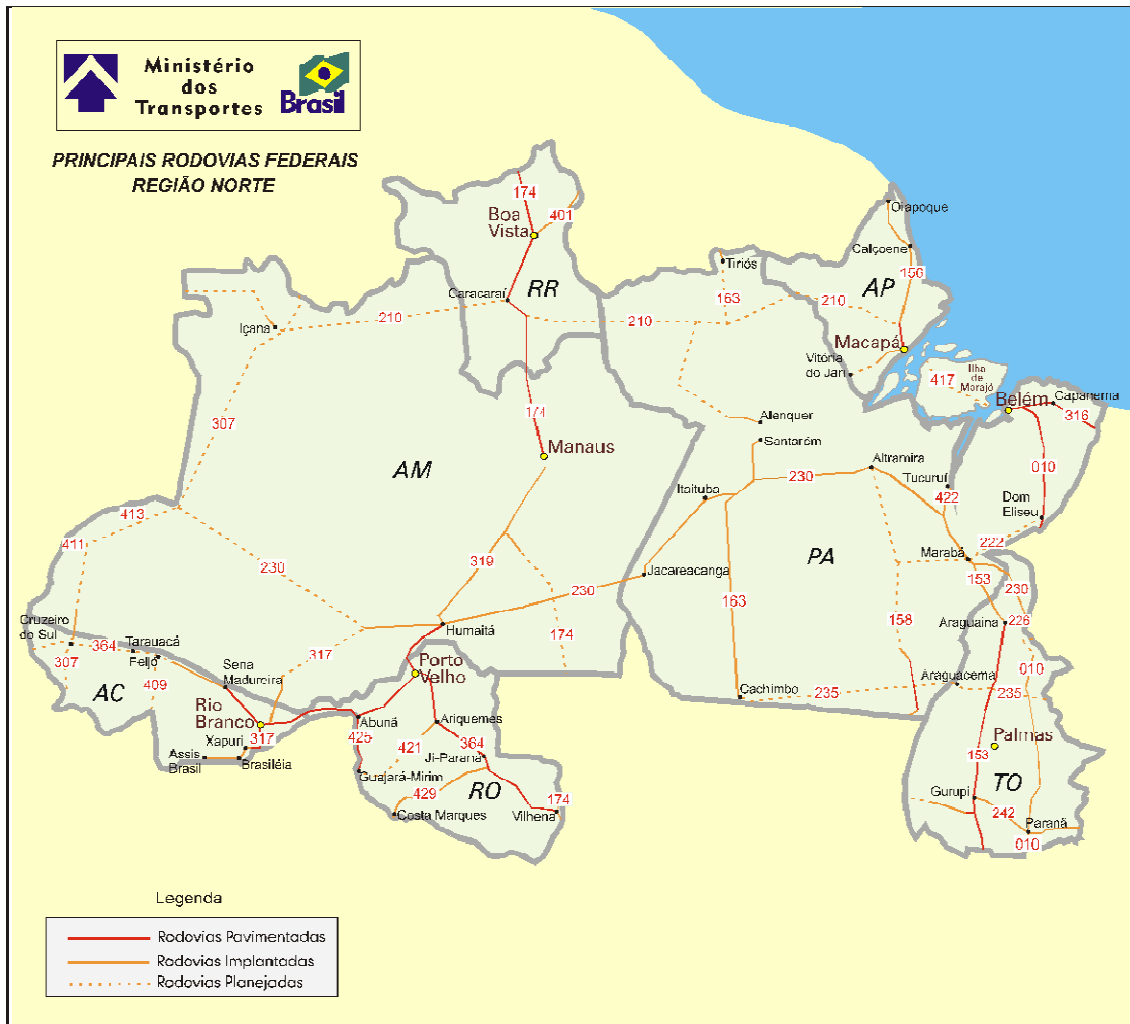 Ministério
dos
Transportes
Brasil
PRINCIPAIS RODOVIAS FEDERAIS
REGIÃO NORTE
174
401
Boa
Vista
Oiapoque
Calçoene
Tiriós
156
163
RR
AP
Caracaraí
210
210
210
Içana
Macapá
Vitória
do Jari
Ilha
de
Marajó
417
Belém
Capanema
316
174
307
Alenquer
Santarém
Manaus
AM
Altramira
010
230
Tucuruí
Itaituba
422
Dom
Eliseu
413
411
222
319
PA
Marabá
230
Jacareacanga
153
230
230
163
158
Cruzeiro
do Sul
Tarauacá
364
Feijó
Humaitá
174
Araguaina
226
317
307
Sena
Madureira
Porto
Velho
010
AC
409
Araguacema
235
235
Cachimbo
Rio
Branco
Abunã
Ariquemes
317
Xapuri
425
421
364
Palmas
Assis
Brasil
Brasiléia
Ji-Paraná
153
Guajará-Mirim
RO
TO
429
174
Gurupi
Costa Marques
Vilhena
242
Paranã
010
Legenda
Rodovias Pavimentadas
Rodovias Implantadas
Rodovias Planejadas